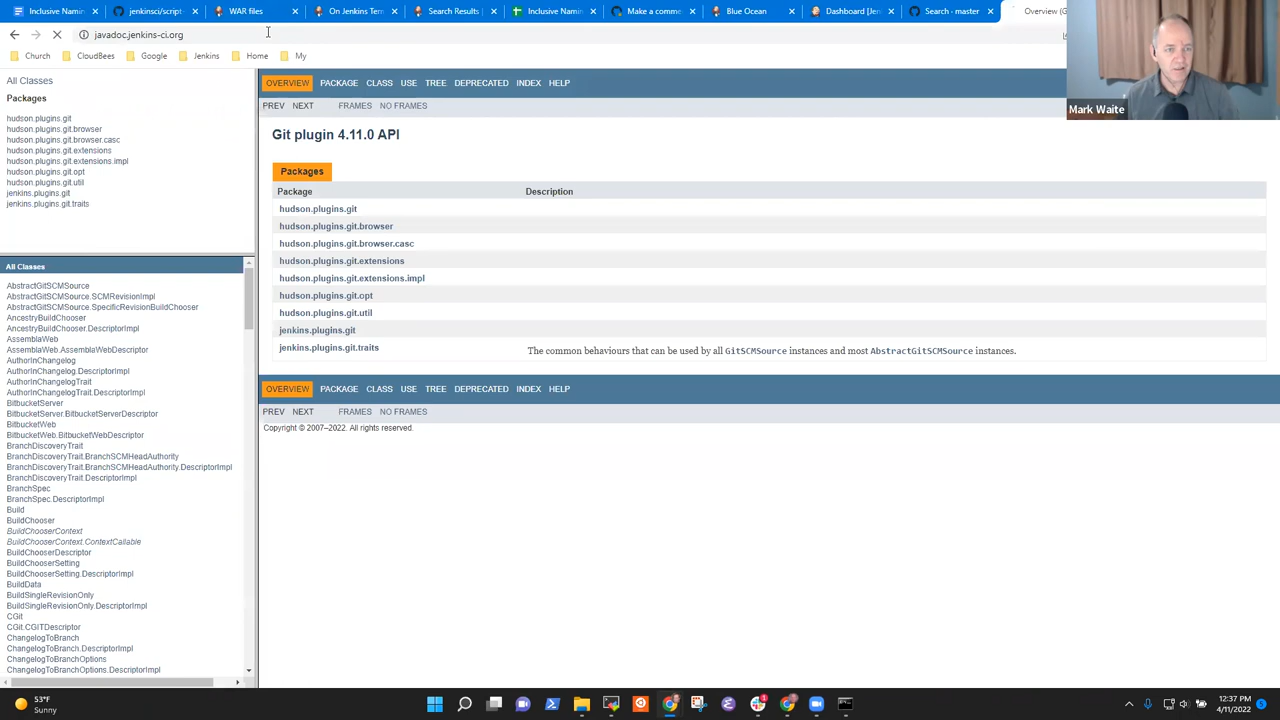 Inclusive Namin
jenkinsci/script-
WAR files
On Jenkins Terr
Search Results |
Inclusive Namin
Make a comme
Blue Ocean
Dashboard [Jen
Search - master
Overview (G
javadoc.jenkins-ci.org
Church
CloudBees
Google
Jenkins
Home
My
Mark Waite
All Classes
Packages
hudson.plugins.git
hudson.plugins.git.browser
hudson.plugins.git.browser.casc
hudson.plugins.git.extensions
hudson.plugins.git.extensions.impl
hudson.plugins.git.opt
hudson.plugins.git.util
jenkins.plugins.git
jenkins.plugins.git.traits
All Classes
AbstractGitSCMSource
AbstractGitSCMSource.SCMRevisionImpl
AbstractGitSCMSource.SpecificRevisionBuildChooser
AncestryBuildChooser
AncestryBuildChooser.DescriptorImpl
AssemblaWeb
AssemblaWeb.AssemblaWebDescriptor
AuthorInChangelog
AuthorInChangelog.DescriptorImpl
AuthorInChangelogTrait
AuthorInChangelogTrait.DescriptorImpl
BitbucketServer
BitbucketServer.BitbucketServerDescriptor
BitbucketWeb
BitbucketWeb.BitbucketWebDescriptor
BranchDiscoveryTrait
BranchDiscoveryTrait.BranchSCMHeadAuthority
BranchDiscoveryTrait.BranchSCMHeadAuthority.DescriptorImpl
BranchDiscoveryTrait.DescriptorImpl
BranchSpec
BranchSpec.DescriptorImpl
Build
BuildChooser
BuildChooserContext
BuildChooserContext.ContextCallable
BuildChooserDescriptor
BuildChooserSetting
BuildChooserSetting.DescriptorImpl
BuildData
BuildSingleRevisionOnly
BuildSingleRevisionOnly.DescriptorImpl
CGit
CGit.CGITDescriptor
ChangelogToBranch
ChangelogToBranch.DescriptorImpl
ChangelogToBranchOptions
ChangelogToBranchOptions.DescriptorImpl
OVERVIEW PACKAGE CLASS USE TREE DEPRECATED INDEX HELP
PREV NEXT FRAMES NO FRAMES
Git plugin 4.11.0 API
Packages
Package Description
hudson.plugins.git
hudson.plugins.git.browser
hudson.plugins.git.browser.casc
hudson.plugins.git.extensions
hudson.plugins.git.extensions.impl
hudson.plugins.git.opt
hudson.plugins.git.util
jenkins.plugins.git
jenkins.plugins.git.traits The common behaviours that can be used by all GitSCMSource instances and most AbstractGitSCMSource instances.
OVERVIEW PACKAGE CLASS USE TREE DEPRECATED INDEX HELP
PREV NEXT FRAMES NO FRAMES
Copyright © 2007–2022. All rights reserved.
53°F
Sunny
12:37 PM
4/11/2022